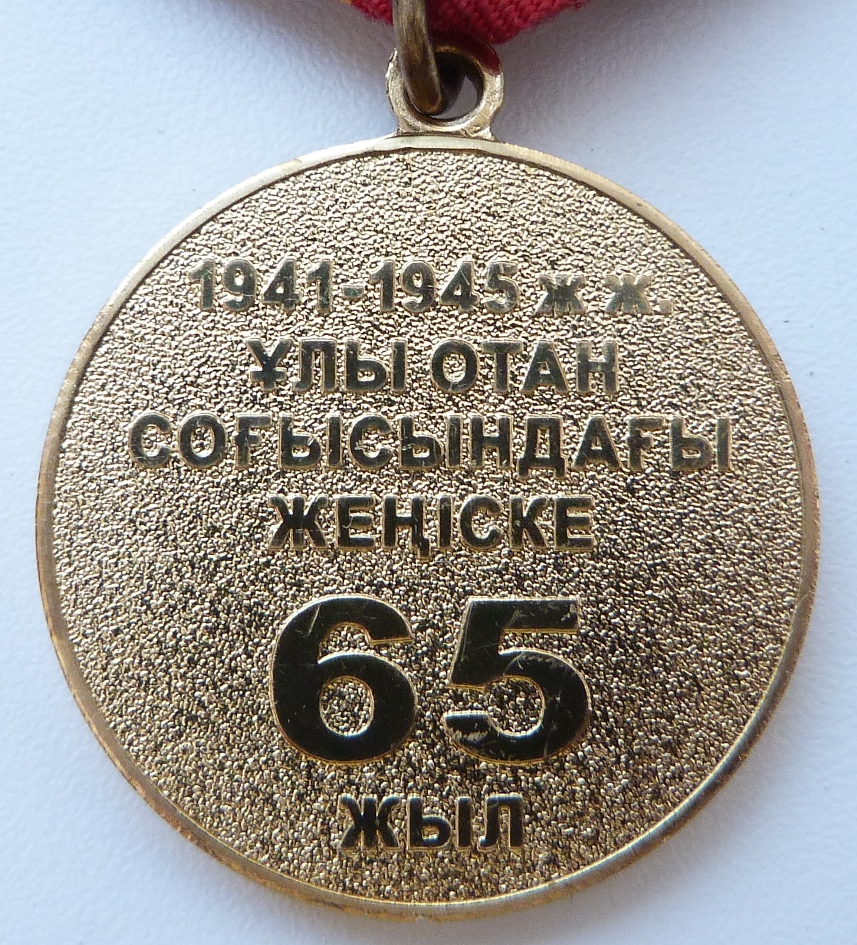 1941-1945 ж ж.
ҰЛЫ ОТАН
СОҒЫСЫНДАҒЫ
ЖЕҢІСКЕ
65
ЖЫЛ